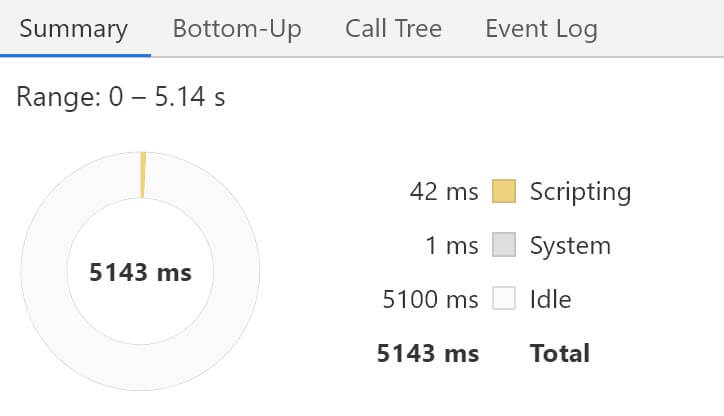 Summary Bottom-Up Call Tree Event Log
Range: 0 – 5.14 s
5143 ms
42 ms Scripting
1 ms System
5100 ms Idle
5143 ms Total